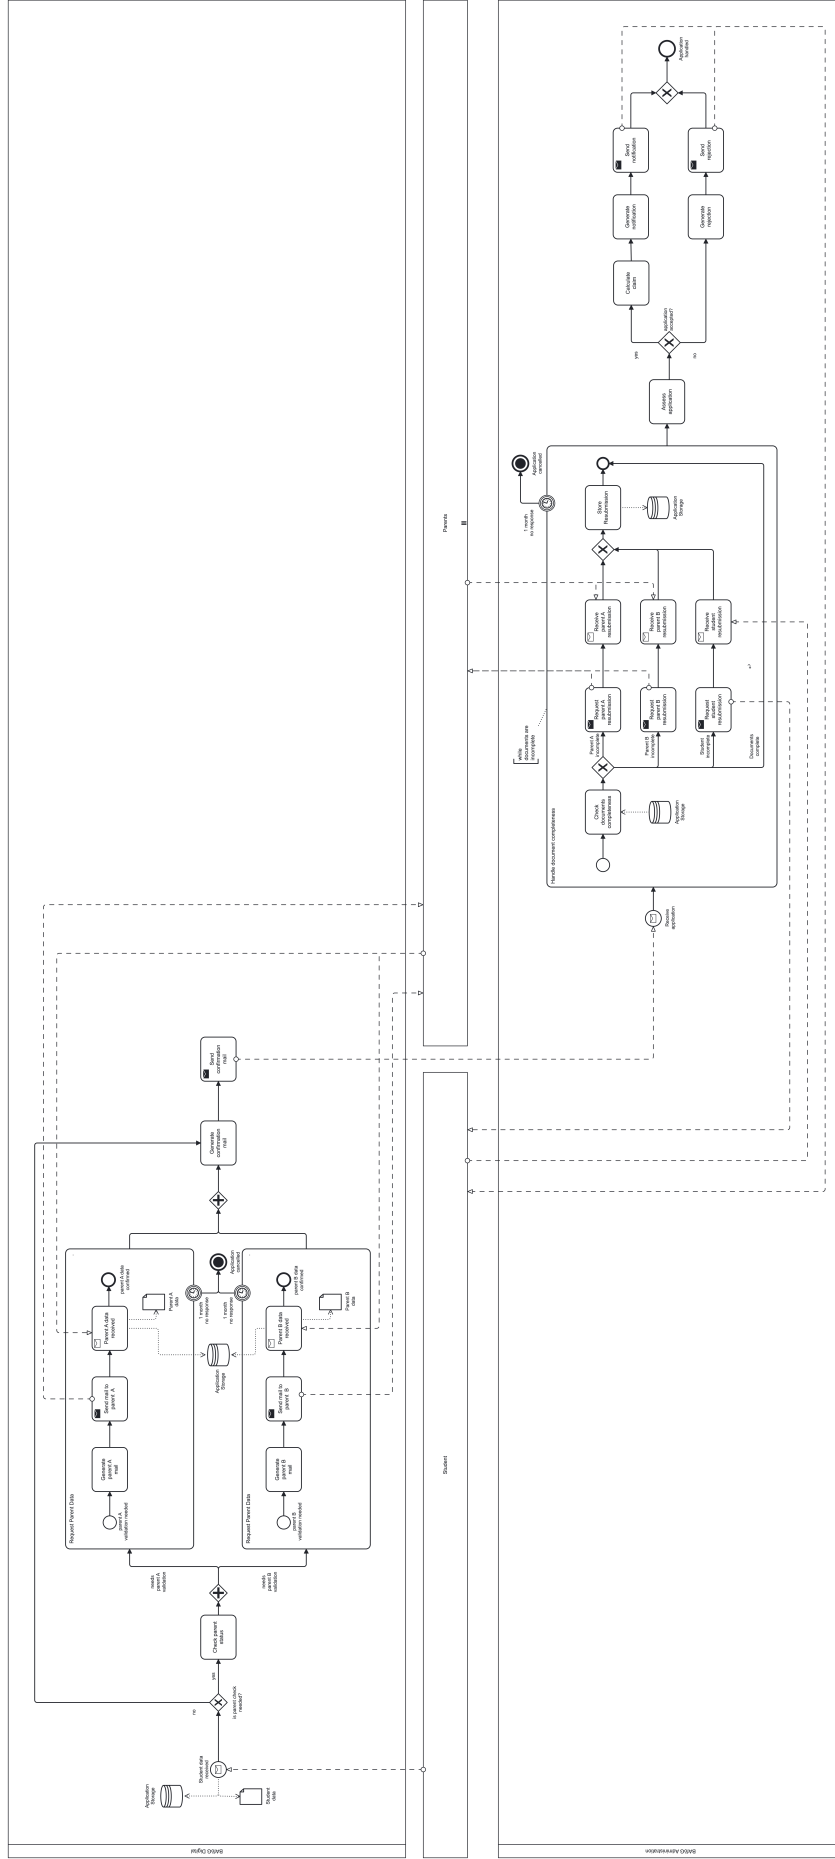 BAföG Digital
Application
Storage
Student
data
Student data
received
is parent check
needed?
no
yes
Check parent
status
needs
parent A
validation
needs
parent B
validation
Request Parent Data
parent A
validation needed
Generate
parent A
mail
Send mail to
parent A
Parent A data
received
parent A data
confirmed
Parent A
data
1 month
no response
Application
cancelled
Application
Storage
Request Parent Data
parent B
validation needed
Generate
parent B
mail
Send mail to
parent B
Parent B data
received
parent B data
confirmed
Parent B
data
1 month
no response
Generate
confirmation
mail
Send
confirmation
mail
Student
Parents
BAföG Administration
Receive
application
Handle document completeness
Check
documents
completeness
Application
Storage
while
documents are
incomplete
Parent A
incomplete
Parent B
incomplete
Student
incomplete
Documents
complete
Request
parent A
resubmission
Request
parent B
resubmission
Request
student
resubmission
Receive
parent A
resubmission
Receive
parent B
resubmission
Receive
student
resubmission
Store
Resubmission
Application
Storage
1 month
no response
Application
cancelled
Assess
application
application
accepted?
yes
no
Calculate
claim
Generate
notification
Send
notification
Generate
rejection
Send
rejection
Application
handled